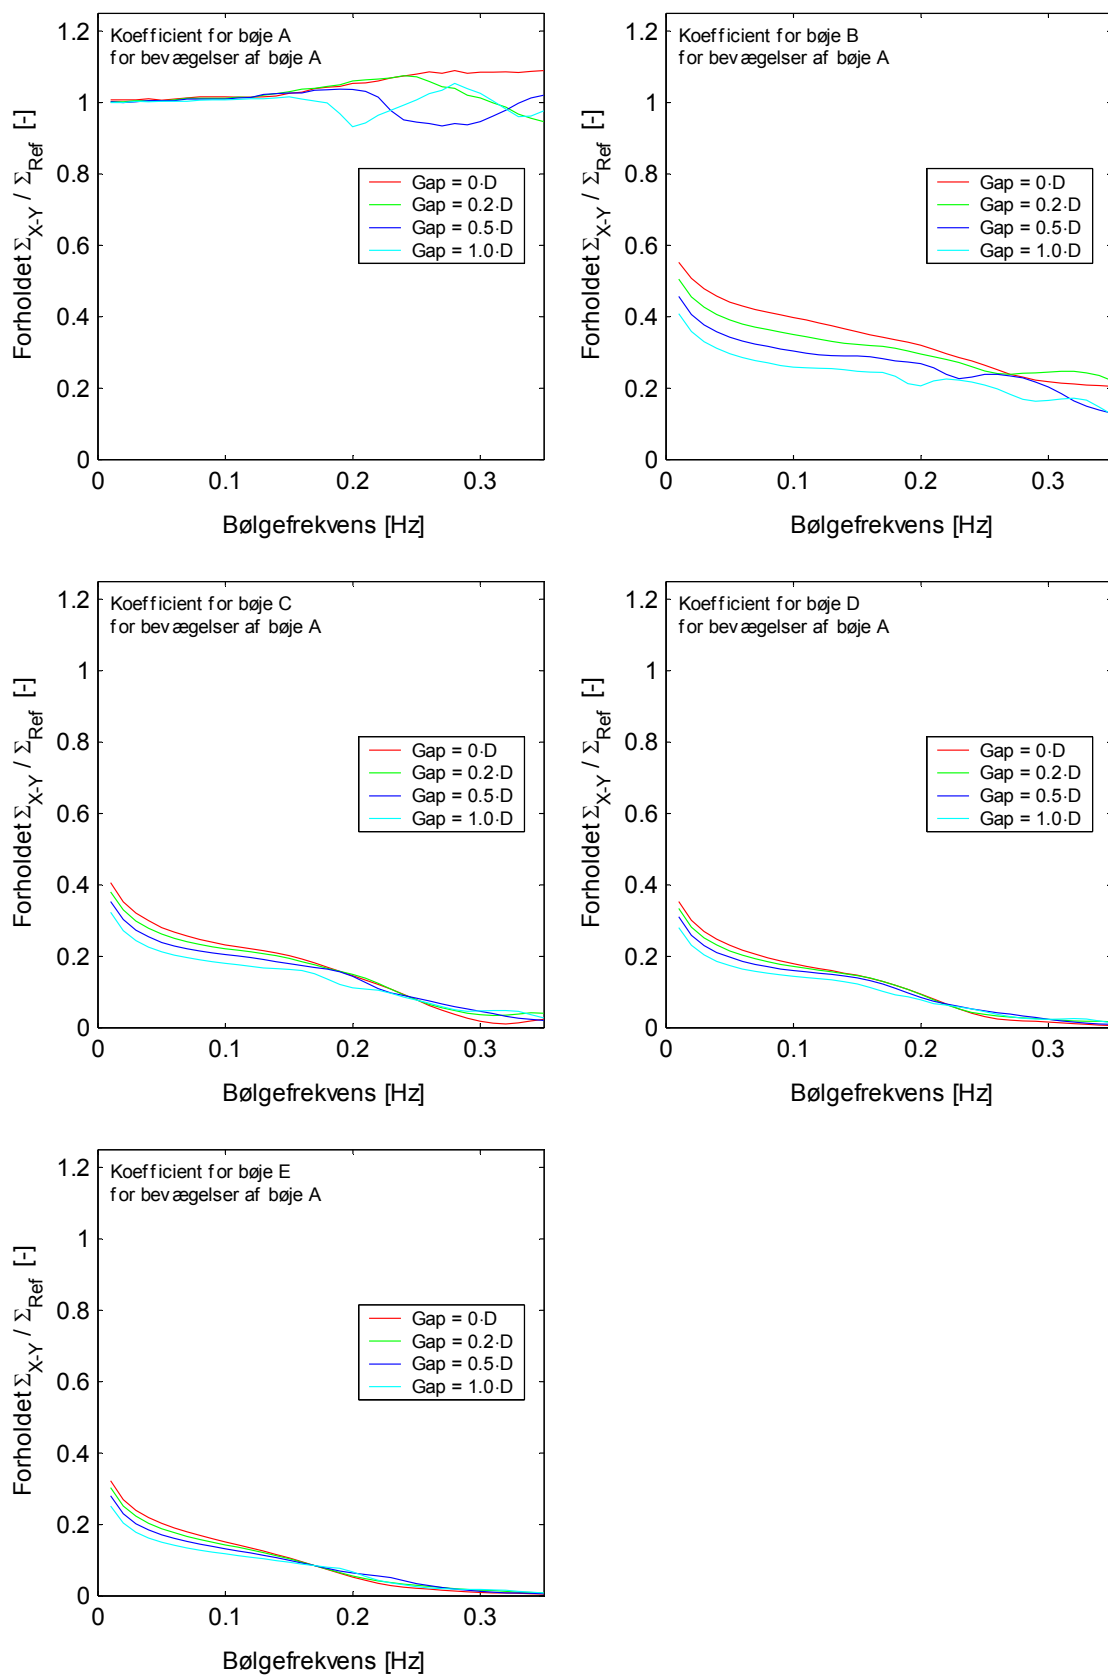 Koefficient for bøje A
for bevægelser af bøje A
Forholdet Σ_X-Y / Σ_Ref [-]
1.2
1
0.8
0.6
0.4
0.2
0
Gap = 0·D
Gap = 0.2·D
Gap = 0.5·D
Gap = 1.0·D
0 0.1 0.2 0.3
Bølgefrekvens [Hz]
Koefficient for bøje B
for bevægelser af bøje A
Forholdet Σ_X-Y / Σ_Ref [-]
1.2
1
0.8
0.6
0.4
0.2
0
Gap = 0·D
Gap = 0.2·D
Gap = 0.5·D
Gap = 1.0·D
0 0.1 0.2 0.3
Bølgefrekvens [Hz]
Koefficient for bøje C
for bevægelser af bøje A
Forholdet Σ_X-Y / Σ_Ref [-]
1.2
1
0.8
0.6
0.4
0.2
0
Gap = 0·D
Gap = 0.2·D
Gap = 0.5·D
Gap = 1.0·D
0 0.1 0.2 0.3
Bølgefrekvens [Hz]
Koefficient for bøje D
for bevægelser af bøje A
Forholdet Σ_X-Y / Σ_Ref [-]
1.2
1
0.8
0.6
0.4
0.2
0
Gap = 0·D
Gap = 0.2·D
Gap = 0.5·D
Gap = 1.0·D
0 0.1 0.2 0.3
Bølgefrekvens [Hz]
Koefficient for bøje E
for bevægelser af bøje A
Forholdet Σ_X-Y / Σ_Ref [-]
1.2
1
0.8
0.6
0.4
0.2
0
Gap = 0·D
Gap = 0.2·D
Gap = 0.5·D
Gap = 1.0·D
0 0.1 0.2 0.3
Bølgefrekvens [Hz]